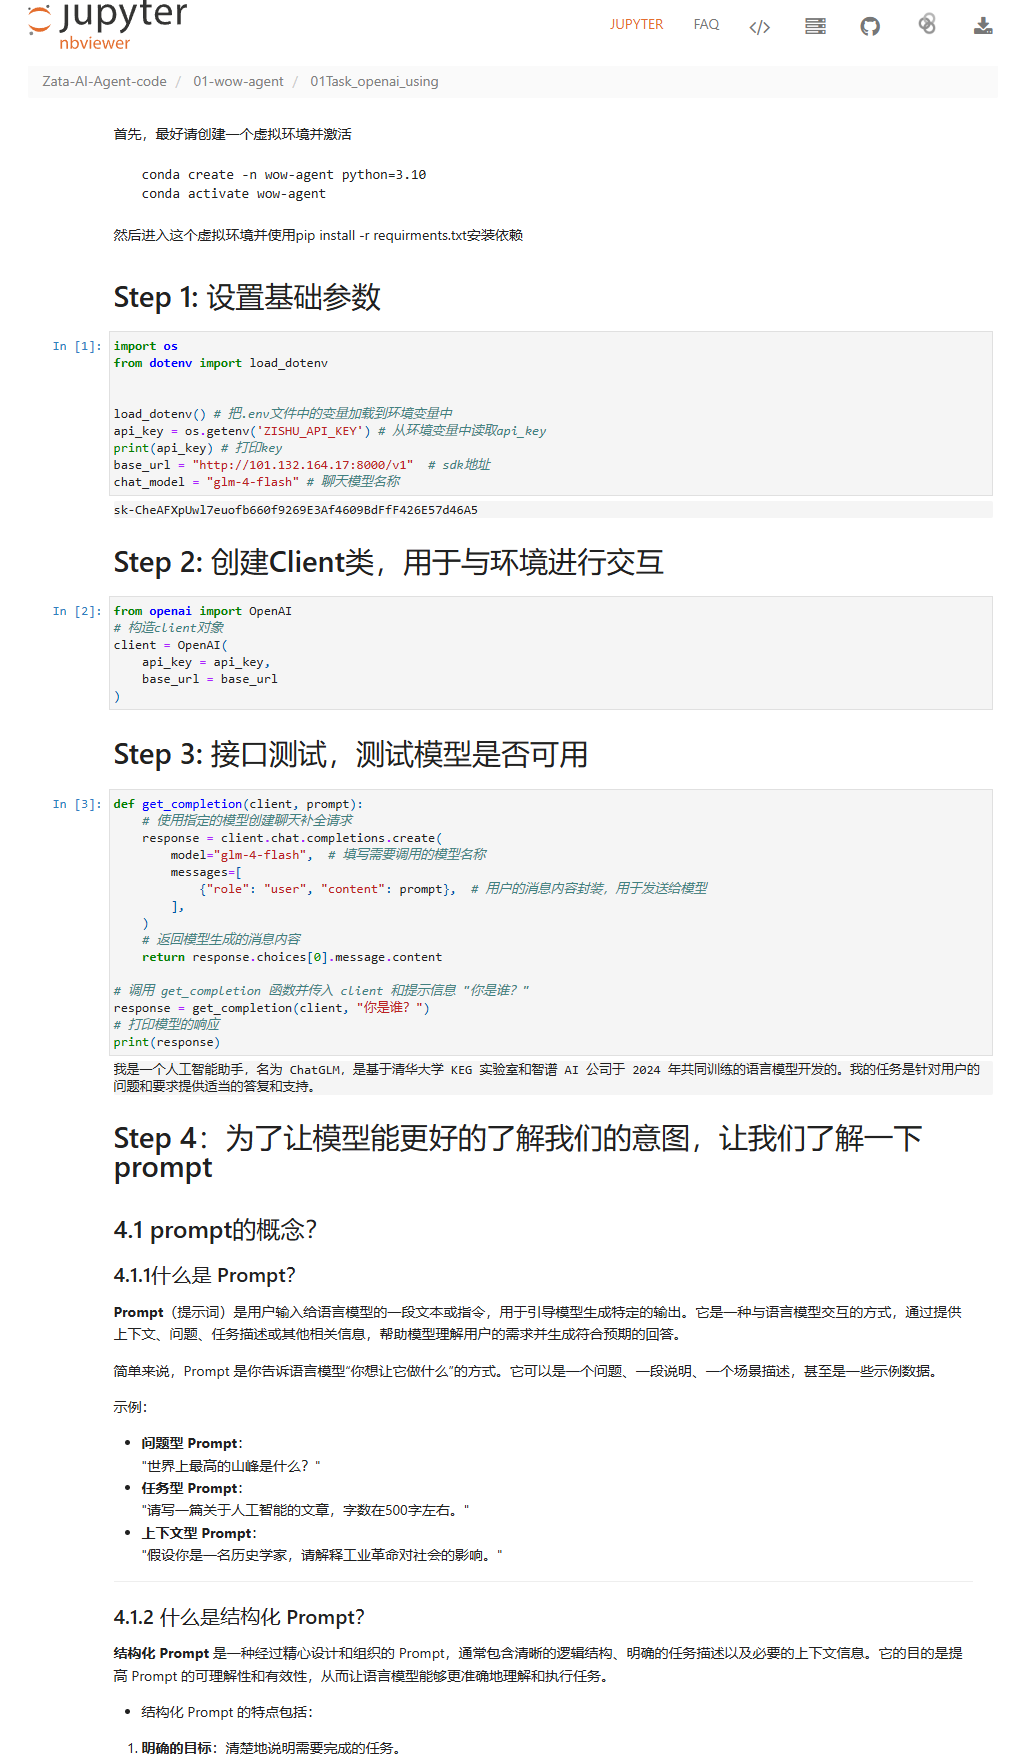 jupyter
nbviewer
JUPYTER FAQ </>
Zata-AI-Agent-code / 01-wow-agent / 01Task_openai_using
首先，最好请创建一个虚拟环境并激活
conda create -n wow-agent python=3.10
conda activate wow-agent
然后进入这个虚拟环境并使用pip install -r requirments.txt安装依赖
Step 1: 设置基础参数
In [1]:
import os
from dotenv import load_dotenv
load_dotenv() # 把.env文件中的变量加载到环境变量中
api_key = os.getenv('ZISHU_API_KEY') # 从环境变量中读取api_key
print(api_key) # 打印key
base_url = "http://101.132.164.17:8000/v1"  # sdk地址
chat_model = "glm-4-flash" # 聊天模型名称
sk-CheAFXpUwl7euofb660f9269E3Af4609BdFfF426E57d46A5
Step 2: 创建Client类，用于与环境进行交互
In [2]:
from openai import OpenAI
# 构造client对象
client = OpenAI(
    api_key = api_key,
    base_url = base_url
)
Step 3: 接口测试，测试模型是否可用
In [3]:
def get_completion(client, prompt):
    # 使用指定的模型创建聊天补全请求
    response = client.chat.completions.create(
        model="glm-4-flash",  # 填写需要调用的模型名称
        messages=[
            {"role": "user", "content": prompt},  # 用户的消息内容封装，用于发送给模型
        ],
    )
    # 返回模型生成的消息内容
    return response.choices[0].message.content
# 调用 get_completion 函数并传入 client 和提示信息 "你是谁？"
response = get_completion(client, "你是谁？")
# 打印模型的响应
print(response)
我是一个人工智能助手，名为 ChatGLM，是基于清华大学 KEG 实验室和智谱 AI 公司于 2024 年共同训练的语言模型开发的。我的任务是针对用户的
问题和要求提供适当的答复和支持。
Step 4：为了让模型能更好的了解我们的意图，让我们了解一下
prompt
4.1 prompt的概念？
4.1.1什么是 Prompt？
Prompt（提示词）是用户输入给语言模型的一段文本或指令，用于引导模型生成特定的输出。它是一种与语言模型交互的方式，通过提供
上下文、问题、任务描述或其他相关信息，帮助模型理解用户的需求并生成符合预期的回答。
简单来说，Prompt 是你告诉语言模型“你想让它做什么”的方式。它可以是一个问题、一段说明、一个场景描述，甚至是一些示例数据。
示例：
• 问题型 Prompt：
"世界上最高的山峰是什么？"
• 任务型 Prompt：
"请写一篇关于人工智能的文章，字数在500字左右。"
• 上下文型 Prompt：
"假设你是一名历史学家，请解释工业革命对社会的影响。"
4.1.2 什么是结构化 Prompt？
结构化 Prompt 是一种经过精心设计和组织的 Prompt，通常包含清晰的逻辑结构、明确的任务描述以及必要的上下文信息。它的目的是提
高 Prompt 的可理解性和有效性，从而让语言模型能够更准确地理解和执行任务。
• 结构化 Prompt 的特点包括：
1. 明确的目标：清楚地说明需要完成的任务。